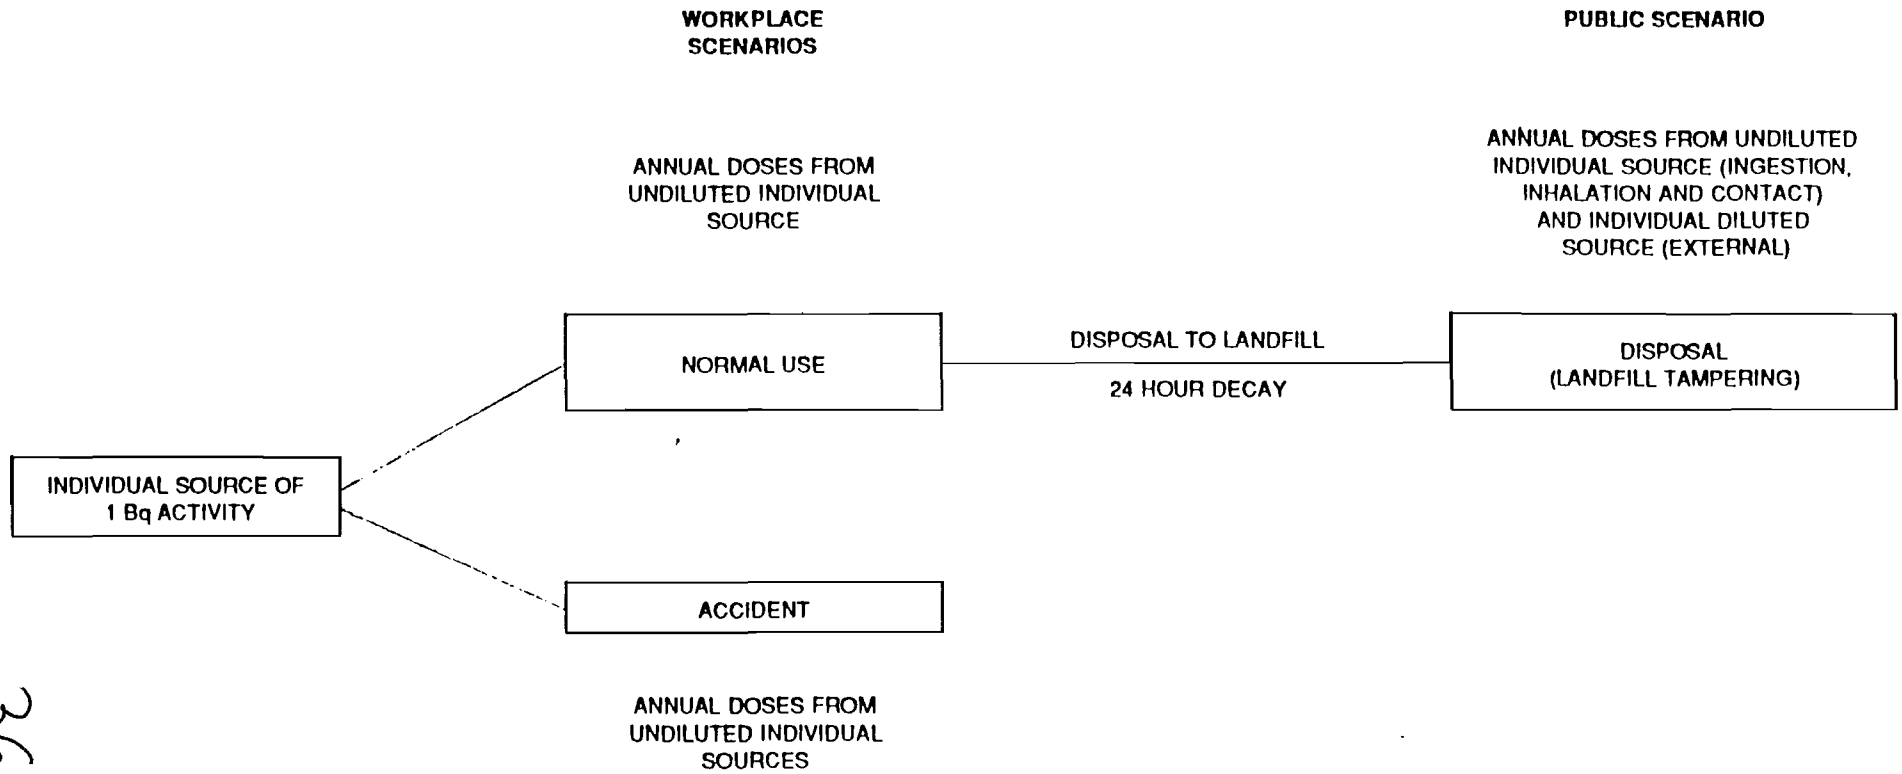 WORKPLACE
SCENARIOS
PUBLIC SCENARIO
ANNUAL DOSES FROM
UNDILUTED INDIVIDUAL
SOURCE
ANNUAL DOSES FROM UNDILUTED
INDIVIDUAL SOURCE (INGESTION,
INHALATION AND CONTACT)
AND INDIVIDUAL DILUTED
SOURCE (EXTERNAL)
NORMAL USE
DISPOSAL TO LANDFILL
24 HOUR DECAY
DISPOSAL
(LANDFILL TAMPERING)
INDIVIDUAL SOURCE OF
1 Bq ACTIVITY
ACCIDENT
ANNUAL DOSES FROM
UNDILUTED INDIVIDUAL
SOURCES